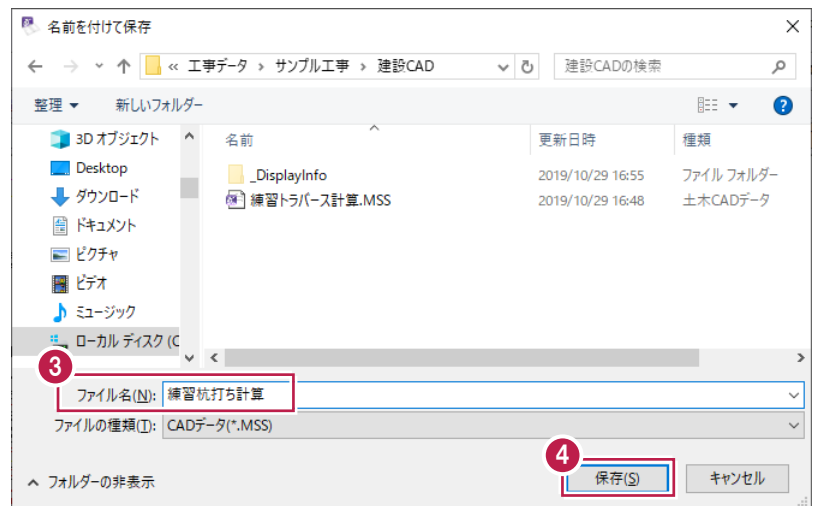 名前を付けて保存
« 工事データ › サンプル工事 › 建設CAD
建設CADの検索
整理 新しいフォルダー
名前 更新日時 種類
3D オブジェクト
Desktop
ダウンロード
ドキュメント
ピクチャ
ビデオ
ミュージック
ローカル ディスク (C
_DisplayInfo 2019/10/29 16:55 ファイル フォルダー
練習トラバース計算.MSS 2019/10/29 16:48 土木CADデータ
3
ファイル名(N): 練習杭打ち計算
ファイルの種類(T): CADデータ(*.MSS)
4
フォルダーの非表示 保存(S) キャンセル